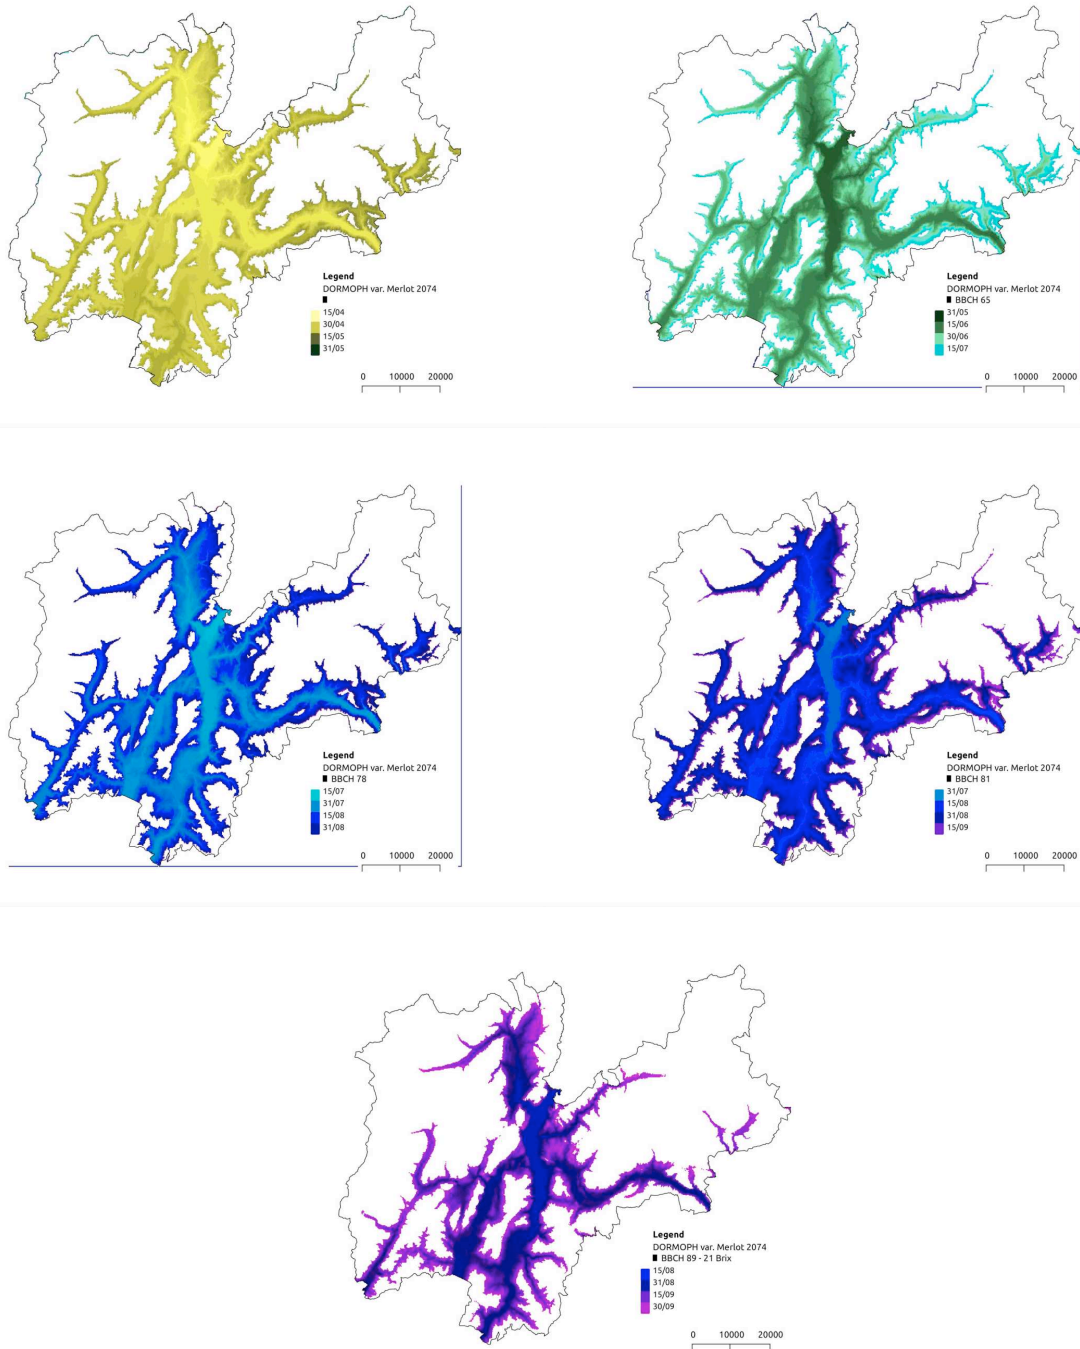 Legend
DORMOPH var. Merlot 2074
15/04
30/04
15/05
31/05
0 10000 20000
Legend
DORMOPH var. Merlot 2074
BBCH 65
31/05
15/06
30/06
15/07
0 10000 20000
Legend
DORMOPH var. Merlot 2074
BBCH 78
15/07
31/07
15/08
31/08
0 10000 20000
Legend
DORMOPH var. Merlot 2074
BBCH 81
31/07
15/08
31/08
15/09
0 10000 20000
Legend
DORMOPH var. Merlot 2074
BBCH 89 - 21 Brix
15/08
31/08
15/09
30/09
0 10000 20000